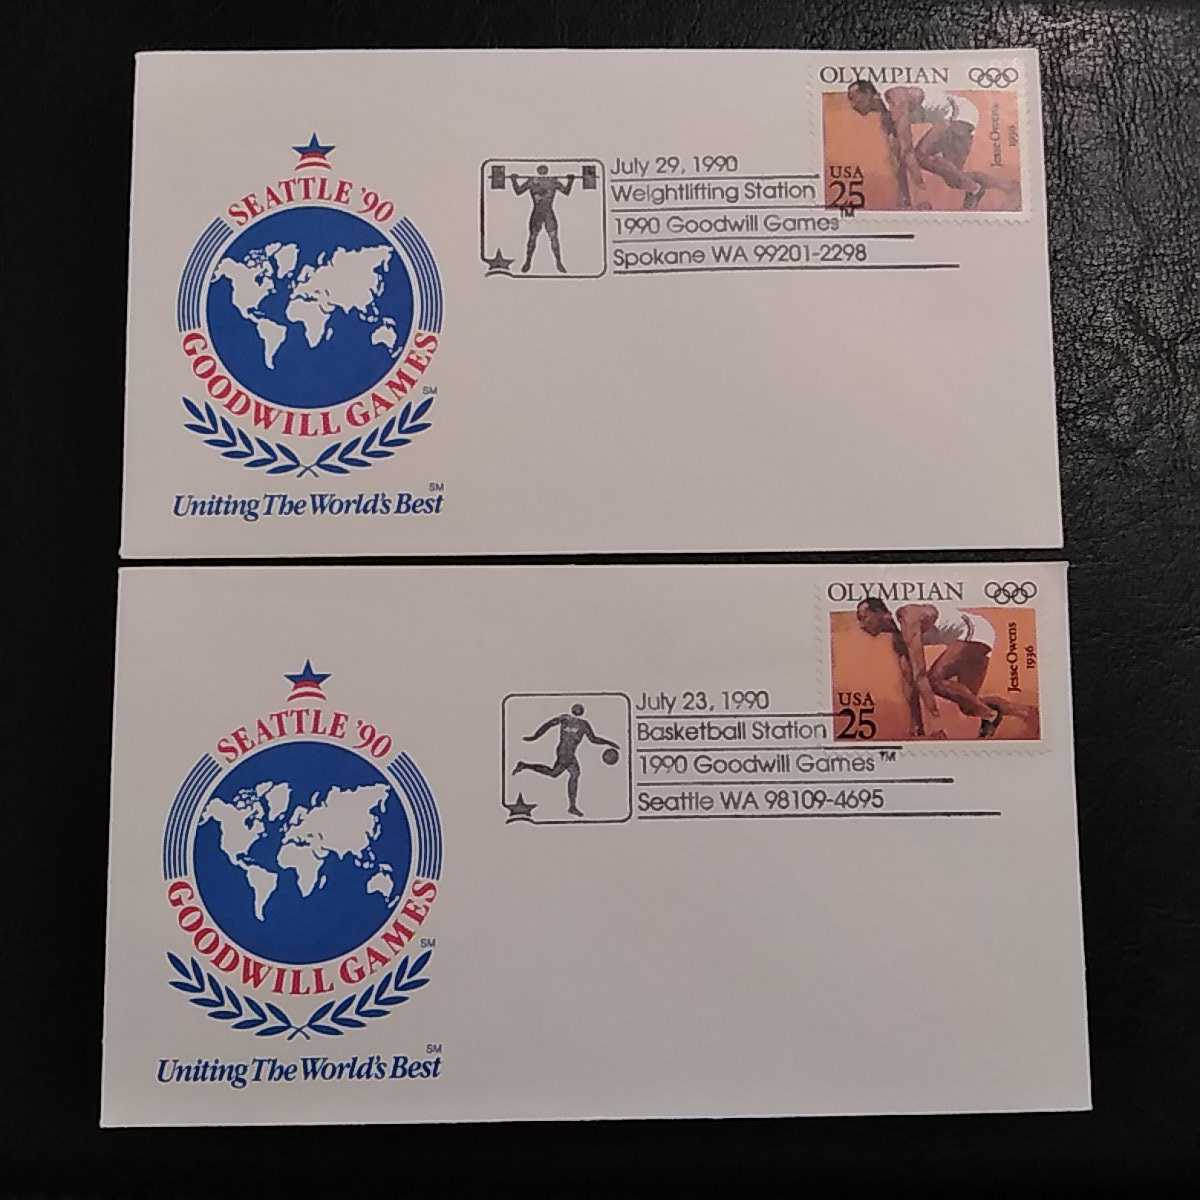 SEATTLE '90
GOODWILL GAMES
SM
Uniting The World's Best
SM
July 29, 1990
Weightlifting Station
1990 Goodwill Games™
Spokane WA 99201-2298
OLYMPIAN
Jesse Owens
1936
USA
25
SEATTLE '90
GOODWILL GAMES
SM
Uniting The World's Best
SM
July 23, 1990
Basketball Station
1990 Goodwill Games™
Seattle WA 98109-4695
OLYMPIAN
Jesse Owens
1936
USA
25